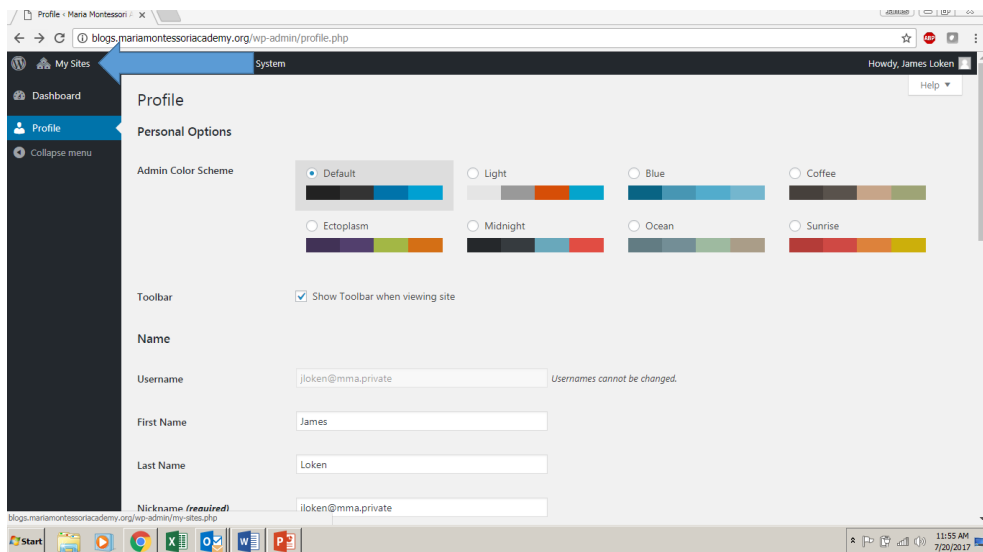 Profile ‹ Maria Montessori A
James
blogs.mariamontessoriacademy.org/wp-admin/profile.php
ABP
My Sites
System
Howdy, James Loken
Help
Dashboard
Profile
Collapse menu
Profile
Personal Options
Admin Color Scheme
Default
Light
Blue
Coffee
Ectoplasm
Midnight
Ocean
Sunrise
Toolbar
Show Toolbar when viewing site
Name
Username
jloken@mma.private
Usernames cannot be changed.
First Name
James
Last Name
Loken
Nickname (required)
jloken@mma.private
blogs.mariamontessoriacademy.org/wp-admin/my-sites.php
Start
11:55 AM
7/20/2017